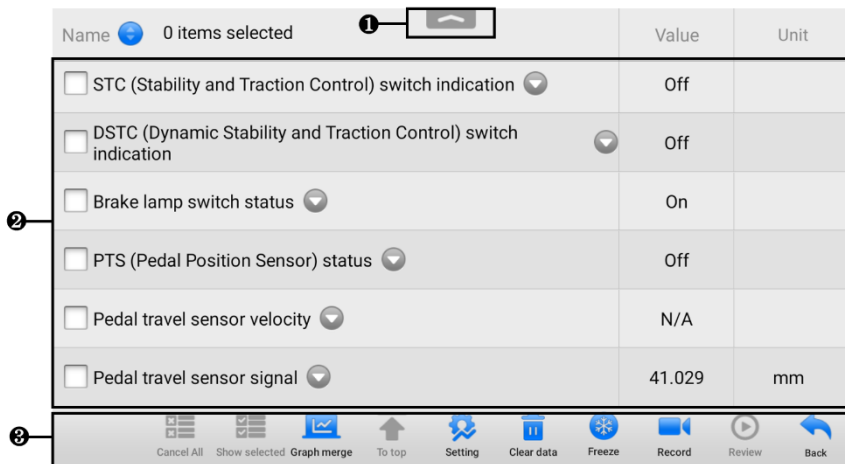 ❶
Name 0 items selected Value Unit
STC (Stability and Traction Control) switch indication Off
DSTC (Dynamic Stability and Traction Control) switch
indication Off
❷
Brake lamp switch status On
PTS (Pedal Position Sensor) status Off
Pedal travel sensor velocity N/A
Pedal travel sensor signal 41.029 mm
❸
Cancel All Show selected Graph merge To top Setting Clear data Freeze Record Review Back